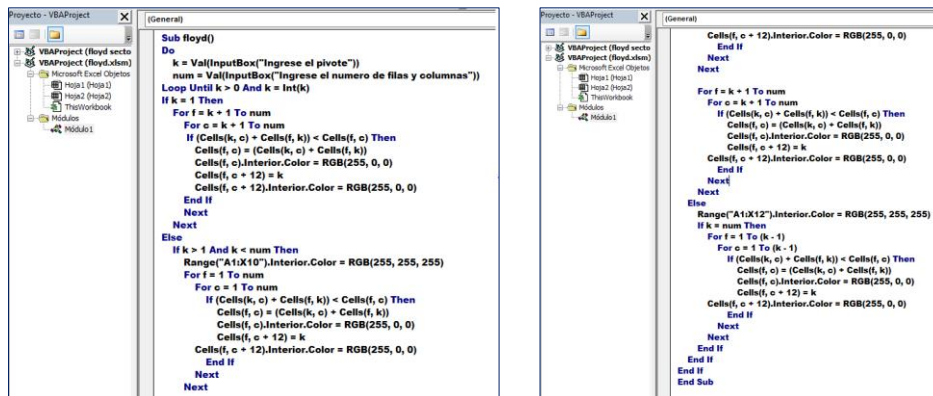 Proyecto - VBAProject
VBAProject (floyd secto
VBAProject (floyd.xlsm)
Microsoft Excel Objetos
Hoja1 (Hoja1)
Hoja2 (Hoja2)
ThisWorkbook
Módulos
Módulo1
(General)
Sub floyd()
Do
k = Val(InputBox("Ingrese el pivote"))
num = Val(InputBox("Ingrese el numero de filas y columnas"))
Loop Until k > 0 And k = Int(k)
If k = 1 Then
For f = k + 1 To num
For c = k + 1 To num
If (Cells(k, c) + Cells(f, k)) < Cells(f, c) Then
Cells(f, c) = (Cells(k, c) + Cells(f, k))
Cells(f, c).Interior.Color = RGB(255, 0, 0)
Cells(f, c + 12) = k
Cells(f, c + 12).Interior.Color = RGB(255, 0, 0)
End If
Next
Next
Else
If k > 1 And k < num Then
Range("A1:X10").Interior.Color = RGB(255, 255, 255)
For f = 1 To num
For c = 1 To num
If (Cells(k, c) + Cells(f, k)) < Cells(f, c) Then
Cells(f, c) = (Cells(k, c) + Cells(f, k))
Cells(f, c).Interior.Color = RGB(255, 0, 0)
Cells(f, c + 12) = k
Cells(f, c + 12).Interior.Color = RGB(255, 0, 0)
End If
Next
Next
Proyecto - VBAProject
VBAProject (floyd secto
VBAProject (floyd.xlsm)
Microsoft Excel Objetos
Hoja1 (Hoja1)
Hoja2 (Hoja2)
ThisWorkbook
Módulos
Módulo1
(General)
Cells(f, c + 12).Interior.Color = RGB(255, 0, 0)
End If
Next
Next
For f = k + 1 To num
For c = k + 1 To num
If (Cells(k, c) + Cells(f, k)) < Cells(f, c) Then
Cells(f, c) = (Cells(k, c) + Cells(f, k))
Cells(f, c).Interior.Color = RGB(255, 0, 0)
Cells(f, c + 12) = k
Cells(f, c + 12).Interior.Color = RGB(255, 0, 0)
End If
Next
Next
Else
Range("A1:X12").Interior.Color = RGB(255, 255, 255)
If k = num Then
For f = 1 To (k - 1)
For c = 1 To (k - 1)
If (Cells(k, c) + Cells(f, k)) < Cells(f, c) Then
Cells(f, c) = (Cells(k, c) + Cells(f, k))
Cells(f, c).Interior.Color = RGB(255, 0, 0)
Cells(f, c + 12) = k
Cells(f, c + 12).Interior.Color = RGB(255, 0, 0)
End If
Next
Next
End If
End If
End If
End Sub